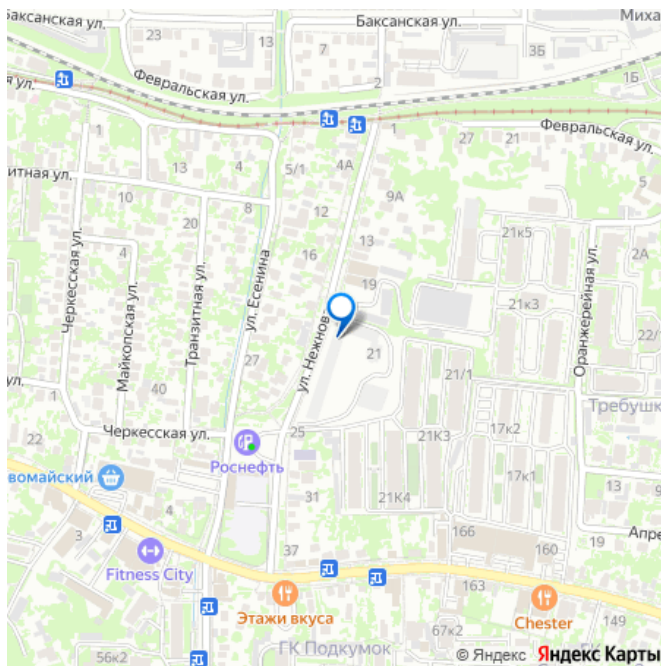 Баксанская ул.
Миха
13
7
2
3Б
1Б
Февральская ул.
я ул.
1
13
4
5/1
4А
1
27
21
Февральская ул.
5
итная ул.
10
20
8
12
9А
16
13
4
21к5
2А
19
21к3
Черкесская ул.
Майкопская ул.
Транзитная ул.
ул. Есенина
ул. Нежнов
Оранжерейная ул.
22/
27
21
21/1
ул.
1
40
Требушк
22
Черкесская ул.
25
21К3
17к2
Роснефть
17к1
вомайский
31
21К4
13
9
3
166
160
19
Апре
Fitness City
37
163
Этажи вкуса
Chester
149
56к2
67к2
ГК Подкумок
© Яндекс Яндекс Карты